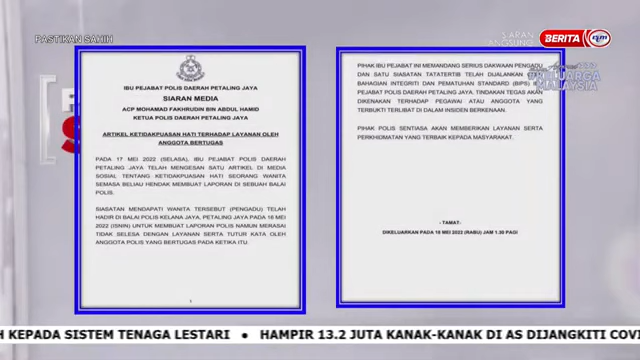 PASTIKAN SAHIH
SIARAN
LANGSUNG
BERITA rtm
KELUARGA
MALAYSIA
IBU PEJABAT POLIS DAERAH PETALING JAYA
SIARAN MEDIA
ACP MOHAMAD FAKHRUDIN BIN ABDUL HAMID
KETUA POLIS DAERAH PETALING JAYA
ARTIKEL KETIDAKPUASAN HATI TERHADAP LAYANAN OLEH
ANGGOTA BERTUGAS
PADA 17 MEI 2022 (SELASA), IBU PEJABAT POLIS DAERAH
PETALING JAYA TELAH MENGESAN SATU ARTIKEL DI MEDIA
SOSIAL TENTANG KETIDAKPUASAN HATI SEORANG WANITA
SEMASA BELIAU HENDAK MEMBUAT LAPORAN DI SEBUAH BALAI
POLIS.
SIASATAN MENDAPATI WANITA TERSEBUT (PENGADU) TELAH
HADIR DI BALAI POLIS KELANA JAYA, PETALING JAYA PADA 16 MEI
2022 (ISNIN) UNTUK MEMBUAT LAPORAN POLIS NAMUN MERASAI
TIDAK SELESA DENGAN LAYANAN SERTA TUTUR KATA OLEH
ANGGOTA POLIS YANG BERTUGAS PADA KETIKA ITU.
1
PIHAK IBU PEJABAT INI MEMANDANG SERIUS DAKWAAN PENGADU
DAN SATU SIASATAN TATATERTIB TELAH DIJALANKAN OLEH
BAHAGIAN INTEGRITI DAN PEMATUHAN STANDARD (BIPS) IBU
PEJABAT POLIS DAERAH PETALING JAYA. TINDAKAN TEGAS AKAN
DIKENAKAN TERHADAP PEGAWAI ATAU ANGGOTA YANG
TERBUKTI TERLIBAT DI DALAM INSIDEN BERKENAAN.
PIHAK POLIS SENTIASA AKAN MEMBERIKAN LAYANAN SERTA
PERKHIDMATAN YANG TERBAIK KEPADA MASYARAKAT.
- TAMAT-
DIKELUARKAN PADA 18 MEI 2022 (RABU) JAM 1.30 PAGI
H KEPADA SISTEM TENAGA LESTARI • HAMPIR 13.2 JUTA KANAK-KANAK DI AS DIJANGKITI COVI